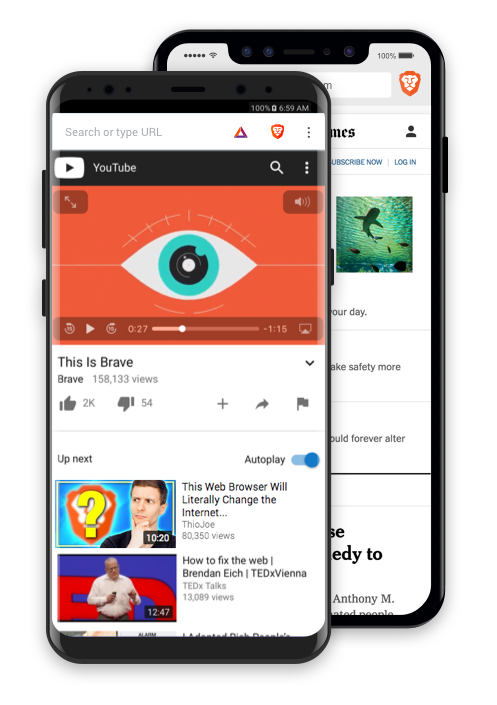 100%
m
100% 6:59 AM
Search or type URL
mes
SUBSCRIBE NOW | LOG IN
YouTube
your day.
0:27
-1:15
This Is Brave
Brave 158,133 views
2K
54
ake safety more
ould forever alter
Up next
Autoplay
?
10:20
This Web Browser Will
Literally Change the
Internet...
ThioJoe
80,350 views
12:47
How to fix the web |
Brendan Eich | TEDxVienna
TEDx Talks
13,089 views
se
edy to
Anthony M.